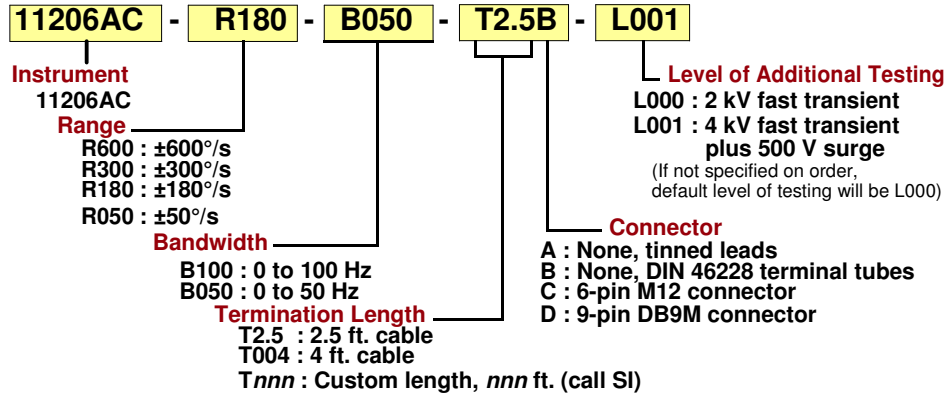 11206AC - R180 - B050 - T2.5B - L001
Instrument
11206AC
Range
R600 : ±600°/s
R300 : ±300°/s
R180 : ±180°/s
R050 : ±50°/s
Bandwidth
B100 : 0 to 100 Hz
B050 : 0 to 50 Hz
Termination Length
T2.5 : 2.5 ft. cable
T004 : 4 ft. cable
Tnnn : Custom length, nnn ft. (call SI)
Connector
A : None, tinned leads
B : None, DIN 46228 terminal tubes
C : 6-pin M12 connector
D : 9-pin DB9M connector
Level of Additional Testing
L000 : 2 kV fast transient
L001 : 4 kV fast transient
plus 500 V surge
(If not specified on order,
default level of testing will be L000)